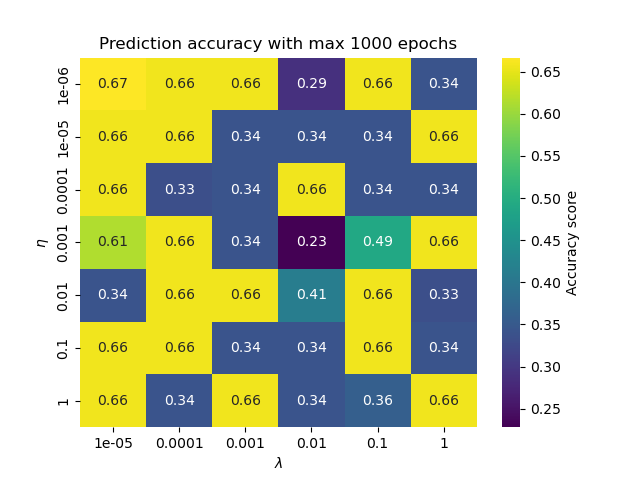 Prediction accuracy with max 1000 epochs
1e-06 0.67 0.66 0.66 0.29 0.66 0.34
1e-05 0.66 0.66 0.34 0.34 0.34 0.66
0.0001 0.66 0.33 0.34 0.66 0.34 0.34
0.001 0.61 0.66 0.34 0.23 0.49 0.66
0.01 0.34 0.66 0.66 0.41 0.66 0.33
0.1 0.66 0.66 0.34 0.34 0.66 0.34
1 0.66 0.34 0.66 0.34 0.36 0.66
η
1e-05 0.0001 0.001 0.01 0.1 1
λ
0.65
0.60
0.55
0.50
0.45
0.40
0.35
0.30
0.25
Accuracy score